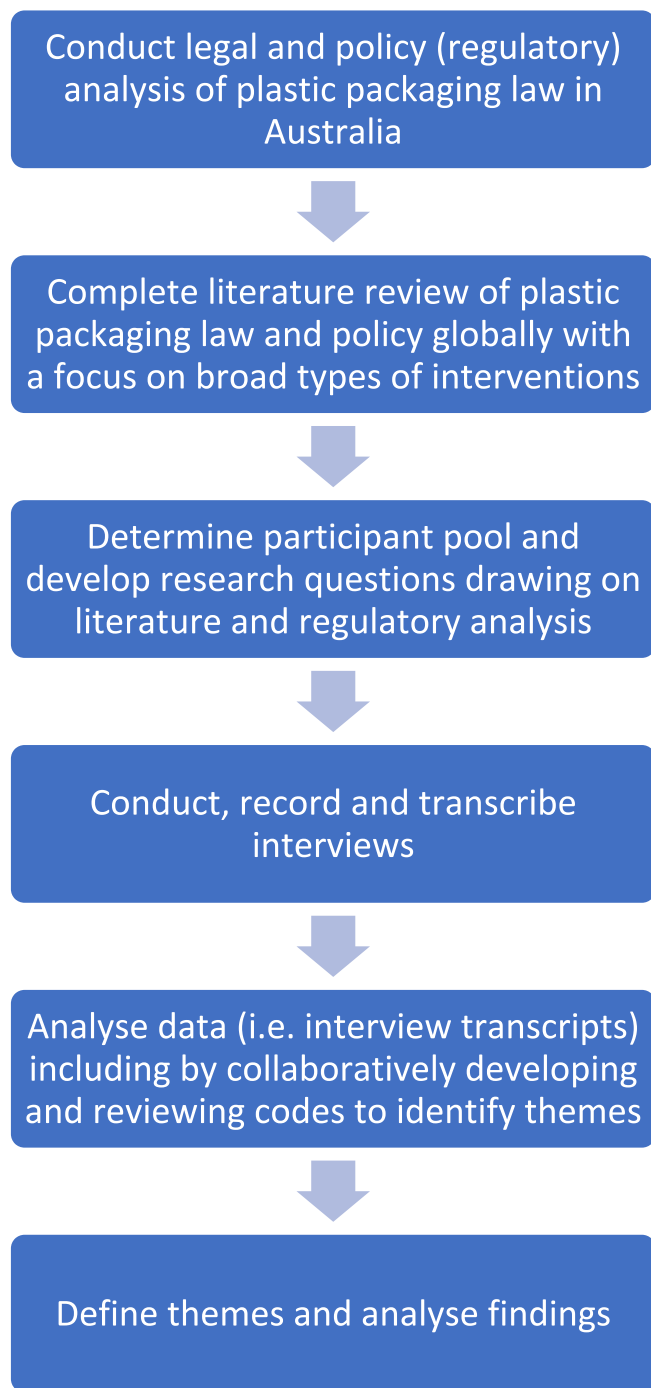 Conduct legal and policy (regulatory)
analysis of plastic packaging law in
Australia
Complete literature review of plastic
packaging law and policy globally with
a focus on broad types of interventions
Determine participant pool and
develop research questions drawing on
literature and regulatory analysis
Conduct, record and transcribe
interviews
Analyse data (i.e. interview transcripts)
including by collaboratively developing
and reviewing codes to identify themes
Define themes and analyse findings